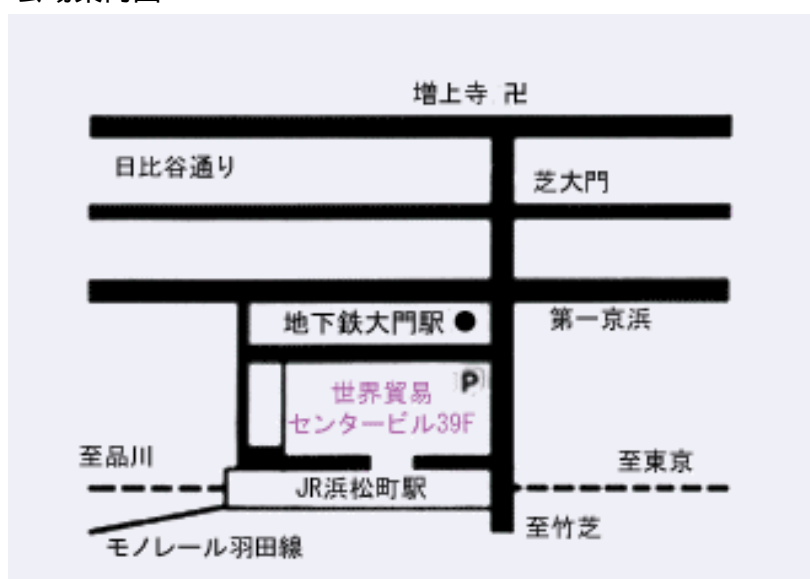 増上寺 卍
日比谷通り
芝大門
地下鉄大門駅
第一京浜
P
世界貿易
センタービル39F
至品川
至東京
JR浜松町駅
至竹芝
モノレール羽田線